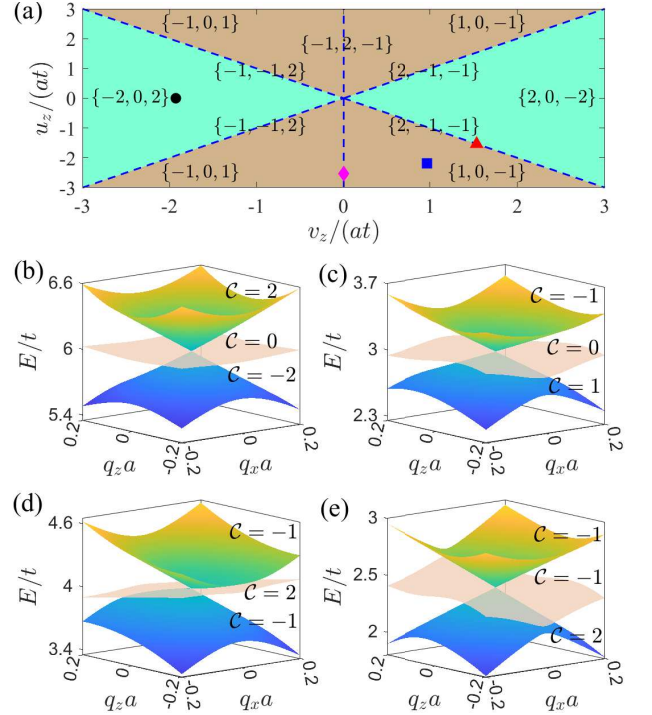 (a)
3
2
1
0
-1
-2
-3
u_z/(at)
{−1, 0, 1}
{−1, 2, −1}
{1, 0, −1}
{−1, −1, 2}
{2, −1, −1}
{−2, 0, 2}
{2, 0, −2}
{−1, −1, 2}
{2, −1, −1}
{−1, 0, 1}
{1, 0, −1}
-3 -2 -1 0 1 2 3
v_z/(at)
(b)
6.6
6
5.4
E/t
C = 2
C = 0
C = −2
0.2 0 -0.2
q_z a
-0.2 0 0.2
q_x a
(c)
3.7
3
2.3
E/t
C = −1
C = 0
C = 1
0.2 0 -0.2
q_z a
-0.2 0 0.2
q_x a
(d)
4.6
4
3.4
E/t
C = −1
C = 2
C = −1
0.2 0 -0.2
q_z a
-0.2 0 0.2
q_x a
(e)
3
2.5
2
E/t
C = −1
C = −1
C = 2
0.2 0 -0.2
q_z a
-0.2 0 0.2
q_x a